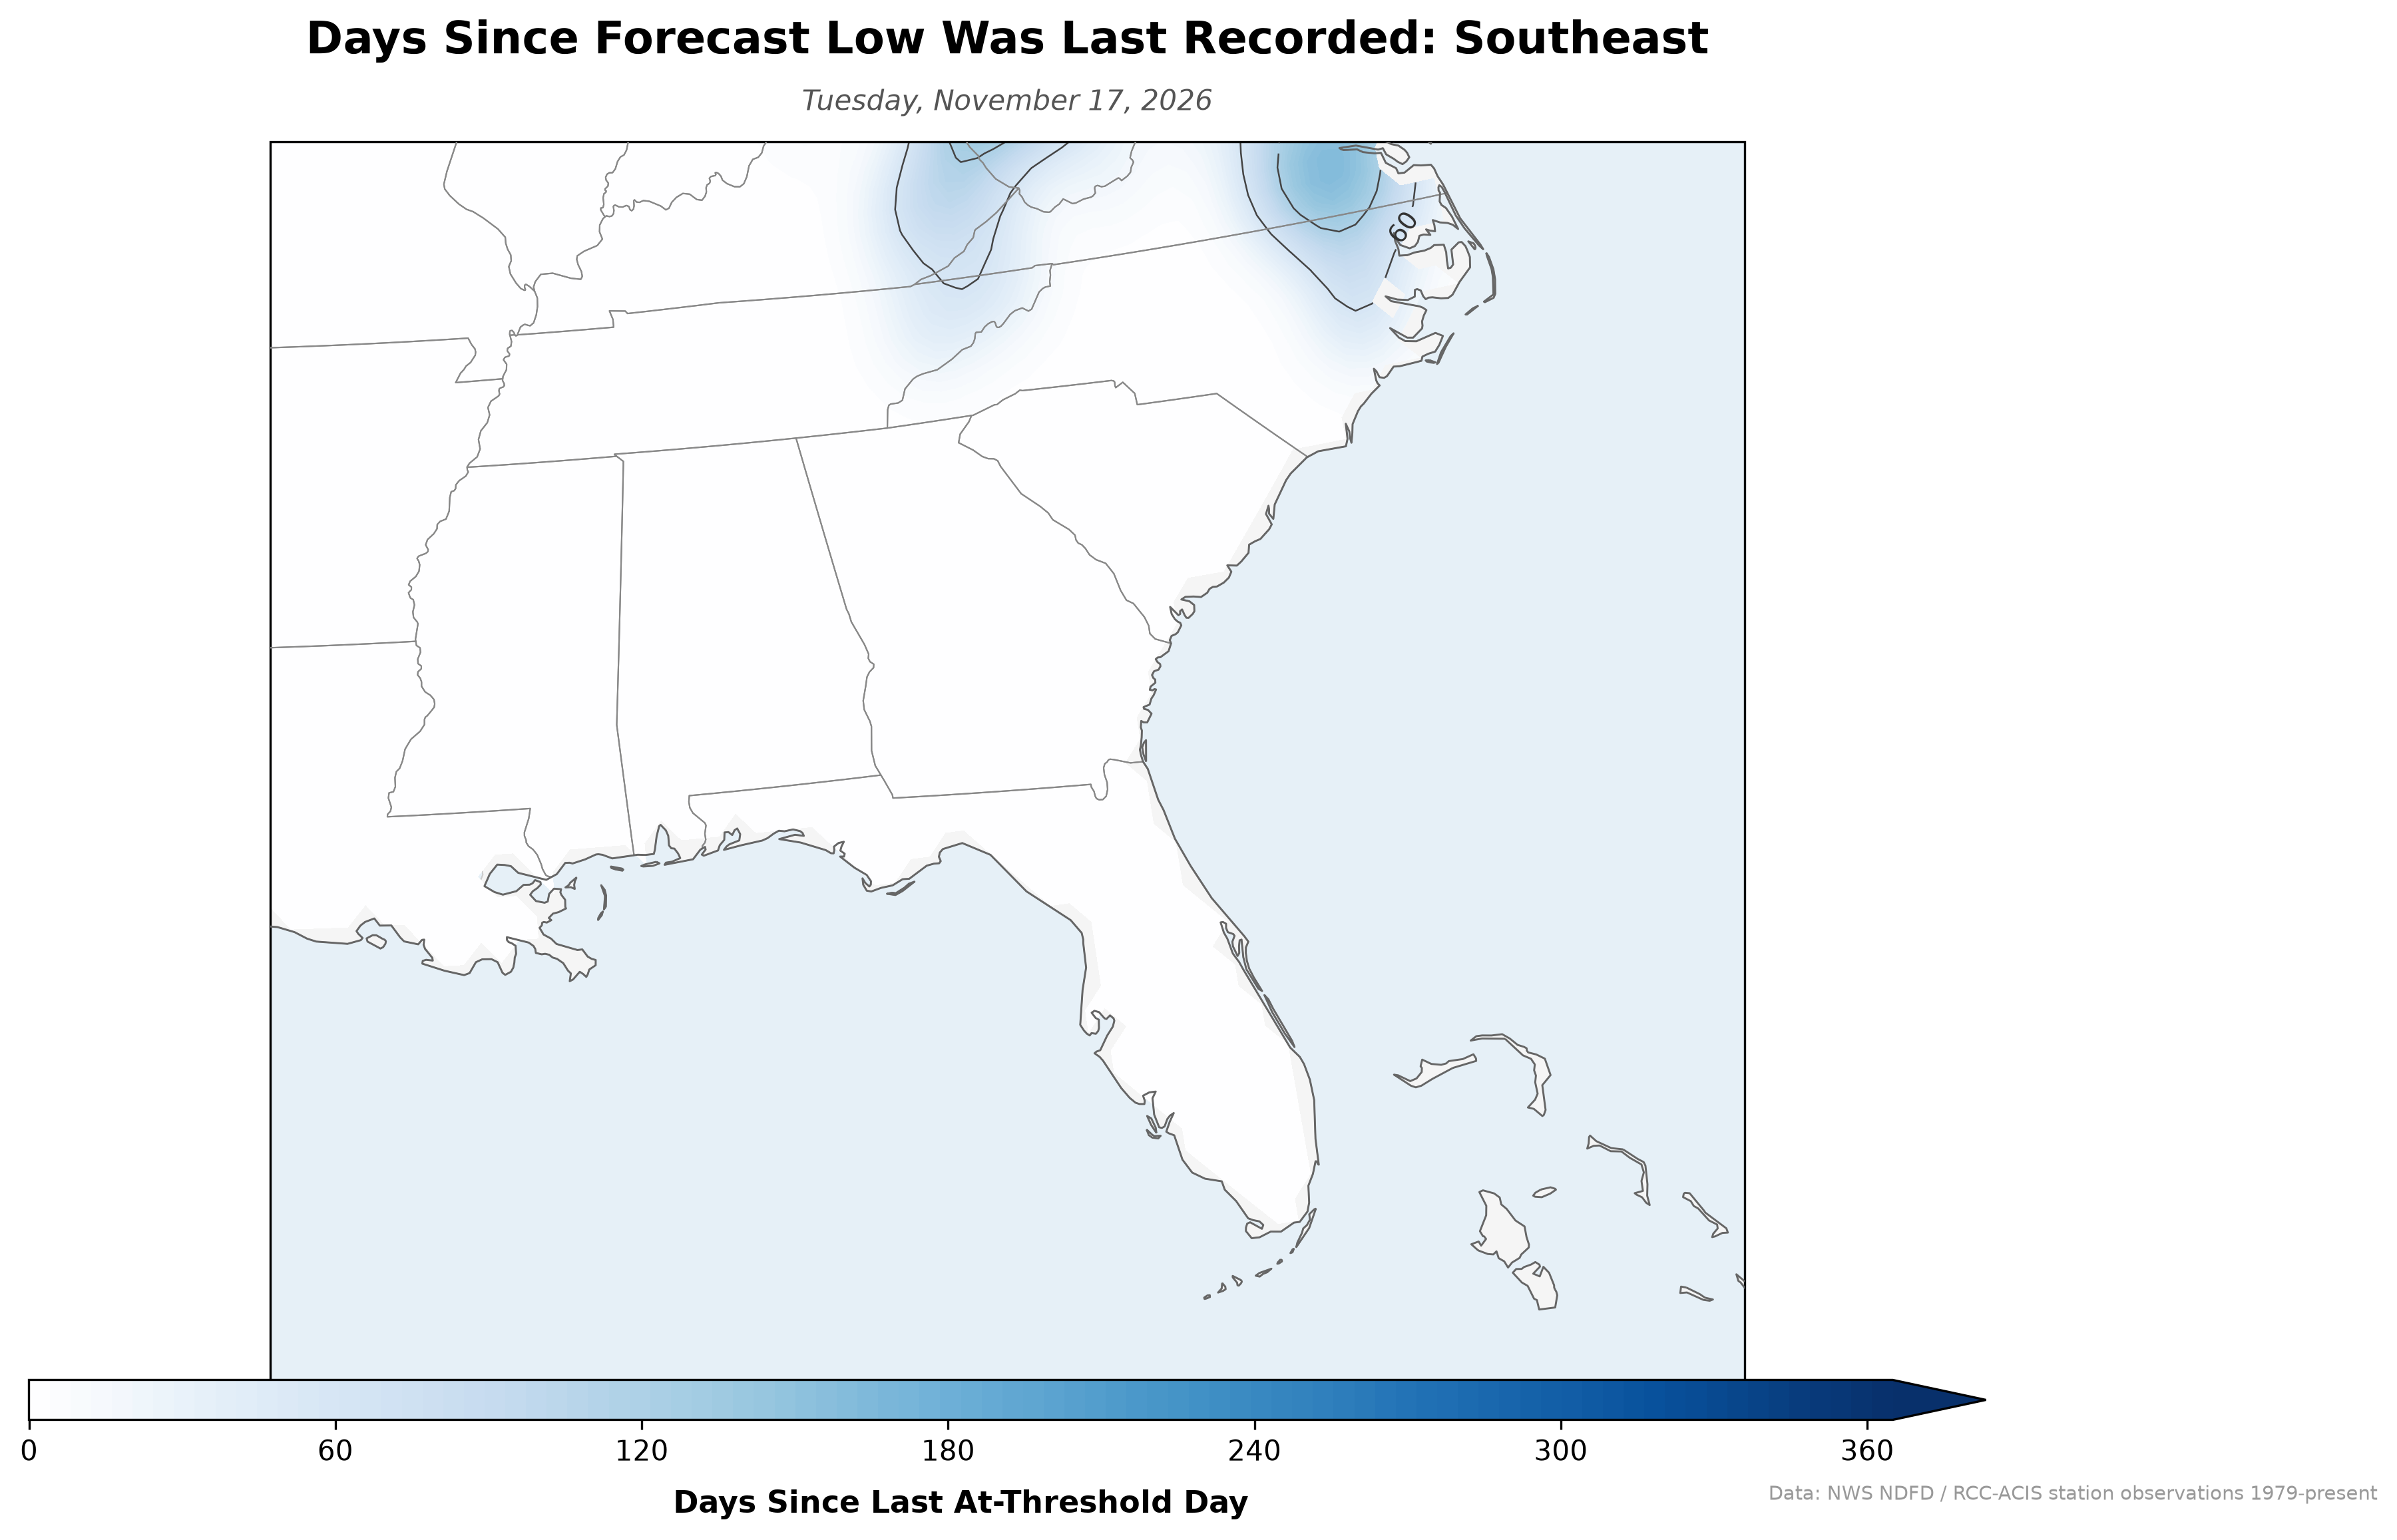 Days Since Forecast Low Was Last Recorded: Southeast
Tuesday, November 17, 2026
60
0 60 120 180 240 300 360
Days Since Last At-Threshold Day
Data: NWS NDFD / RCC-ACIS station observations 1979-present